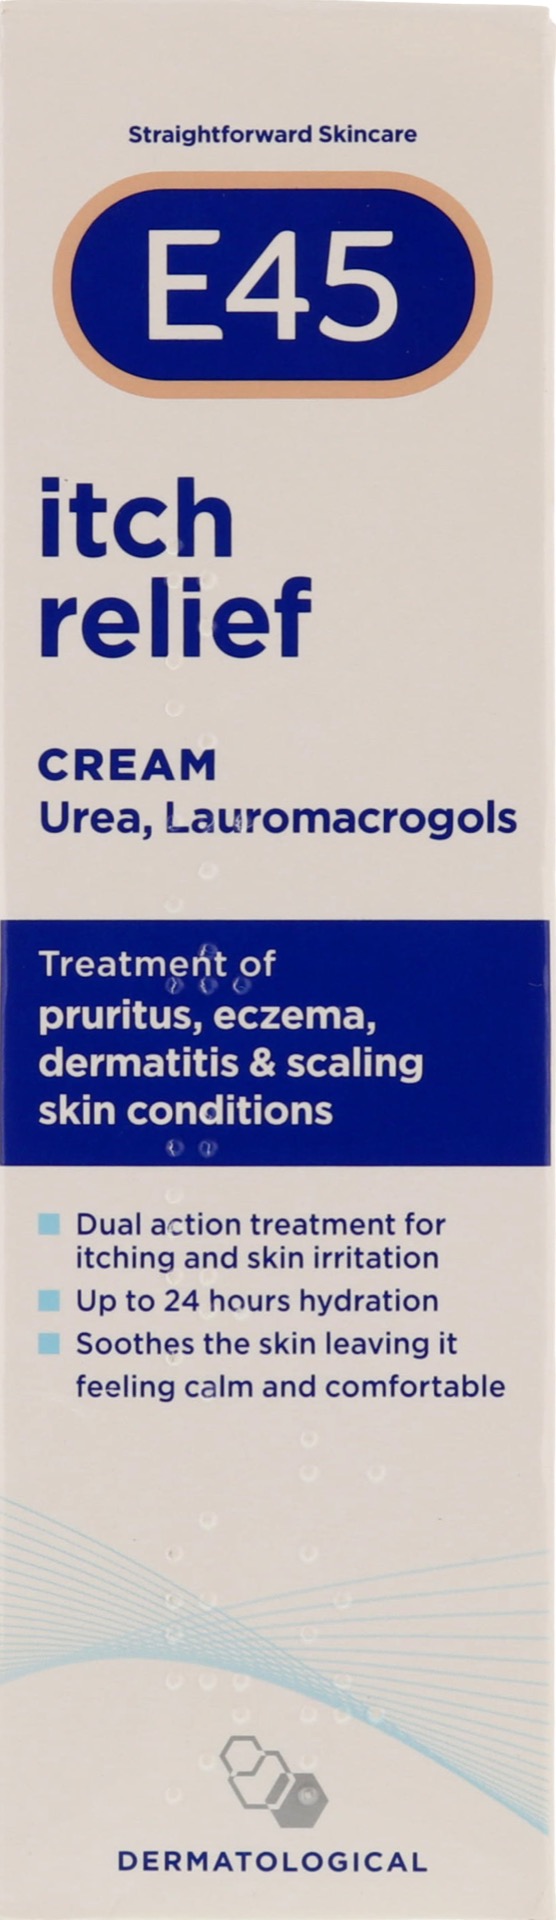 Straightforward Skincare
E45
itch
relief
CREAM
Urea, Lauromacrogols
Treatment of
pruritus, eczema,
dermatitis & scaling
skin conditions
Dual action treatment for
itching and skin irritation
Up to 24 hours hydration
Soothes the skin leaving it
feeling calm and comfortable
DERMATOLOGICAL